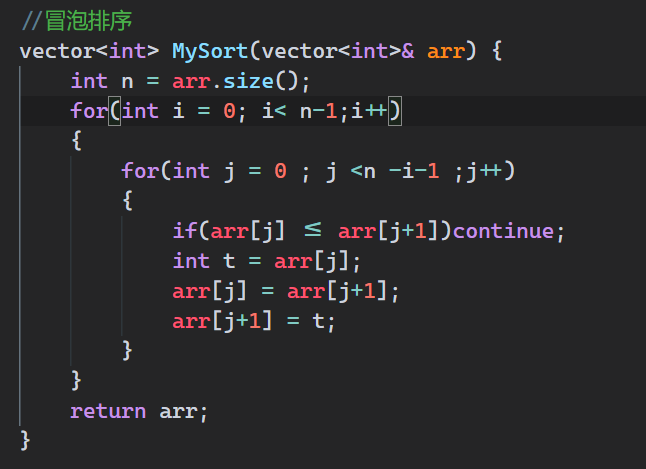 //冒泡排序
vector<int> MySort(vector<int>& arr) {
    int n = arr.size();
    for(int i = 0; i< n-1;i++)
    {
        for(int j = 0 ; j <n -i-1 ;j++)
        {
            if(arr[j] <= arr[j+1])continue;
            int t = arr[j];
            arr[j] = arr[j+1];
            arr[j+1] = t;
        }
    }
    return arr;
}